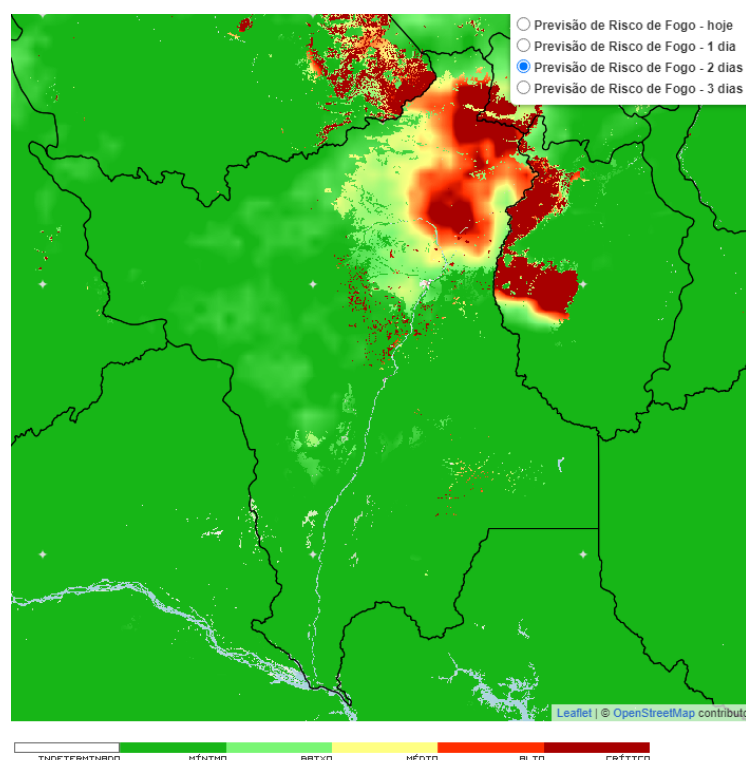 Previsão de Risco de Fogo - hoje
Previsão de Risco de Fogo - 1 dia
Previsão de Risco de Fogo - 2 dias
Previsão de Risco de Fogo - 3 dias
Leaflet | © OpenStreetMap contributo
INDETERMINADO MÍNIMO BAIXO MÉDIO ALTO CRÍTICO